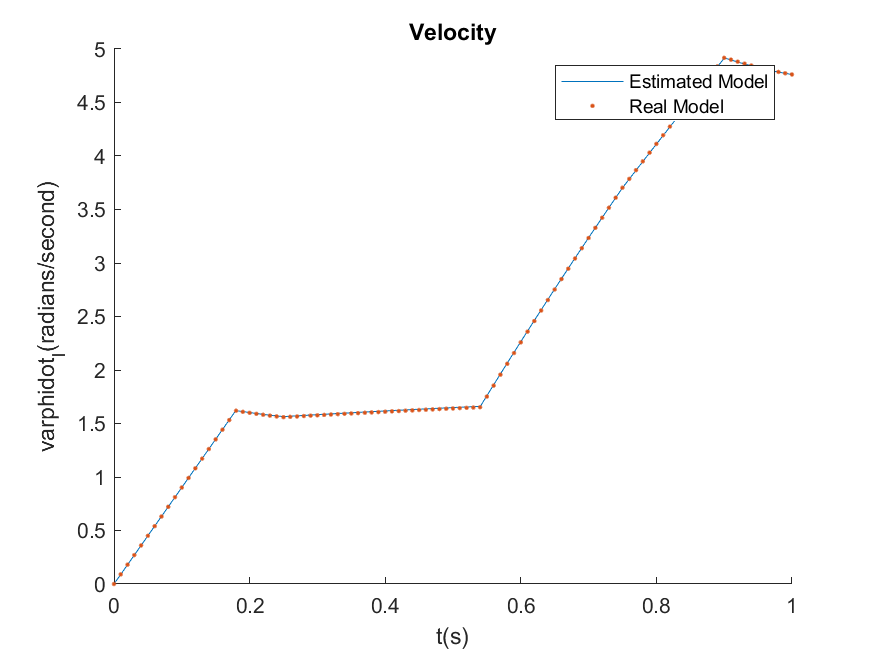 Velocity
5
4.5
4
3.5
3
2.5
2
1.5
1
0.5
0
varphidot_l(radians/second)
Estimated Model
Real Model
0 0.2 0.4 0.6 0.8 1
t(s)